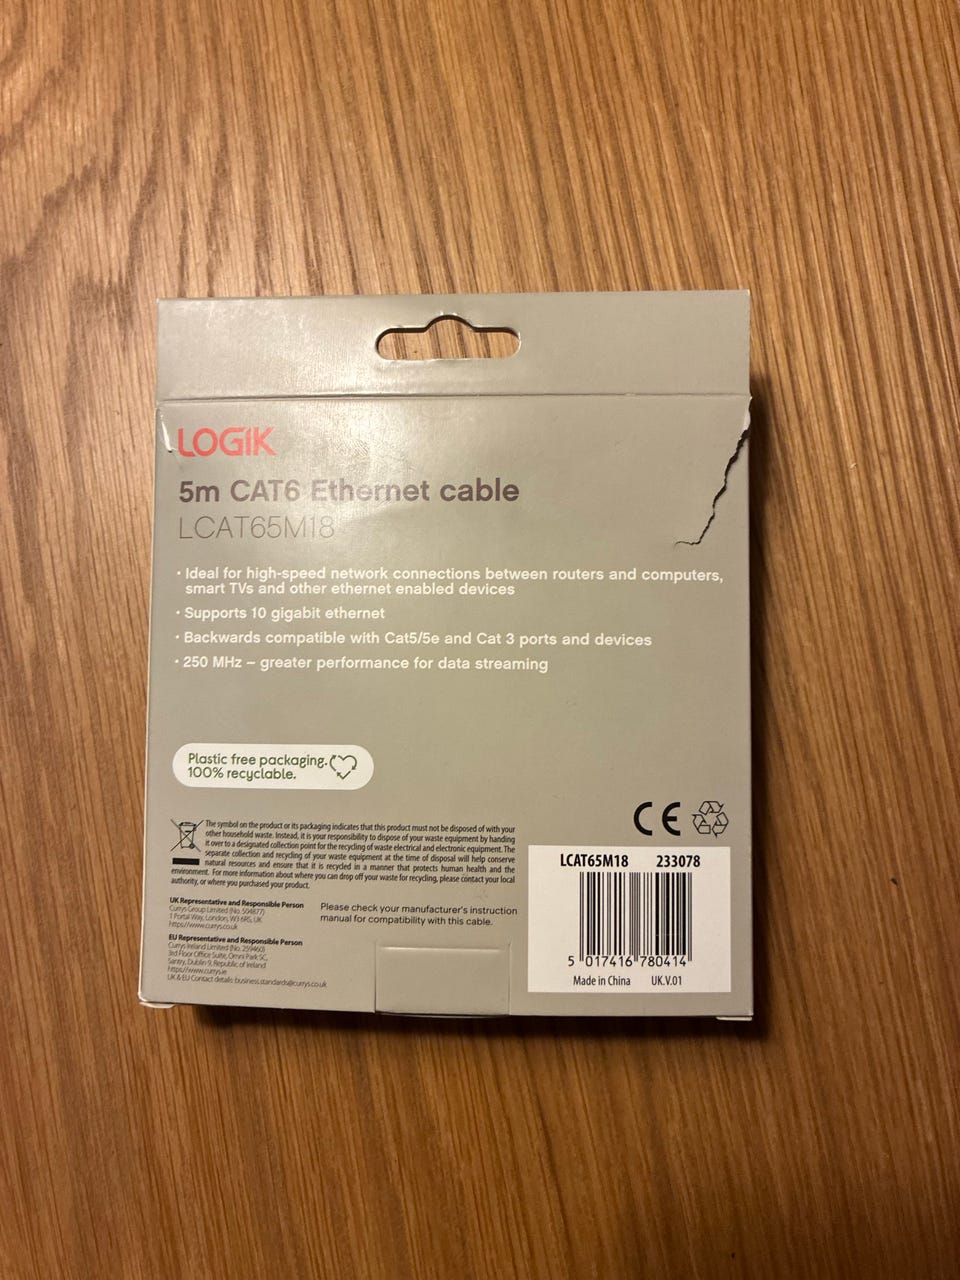 LOGIK
5m CAT6 Ethernet cable
LCAT65M18
• Ideal for high-speed network connections between routers and computers,
smart TVs and other ethernet enabled devices
• Supports 10 gigabit ethernet
• Backwards compatible with Cat5/5e and Cat 3 ports and devices
• 250 MHz – greater performance for data streaming
Plastic free packaging.
100% recyclable.
CE
The symbol on the product or its packaging indicates that this product must not be disposed of with your
other household waste. Instead, it is your responsibility to dispose of your waste equipment by handing
it over to a designated collection point for the recycling of waste electrical and electronic equipment. The
separate collection and recycling of your waste equipment at the time of disposal will help conserve
natural resources and ensure that it is recycled in a manner that protects human health and the
environment. For more information about where you can drop off your waste for recycling, please contact your local
authority, or where you purchased your product.
UK Representative and Responsible Person
Currys Group Limited (No. 504877)
1 Portal Way, London, W3 6RS, UK
https://www.currys.co.uk
EU Representative and Responsible Person
Currys Ireland Limited (No. 259460)
3rd Floor Office Suite, Omni Park SC,
Santry, Dublin 9, Republic of Ireland
https://www.currys.ie
UK & EU Contact details: business.standards@currys.co.uk
Please check your manufacturer's instruction
manual for compatibility with this cable.
LCAT65M18 233078
5 017416 780414
Made in China UK.V.01